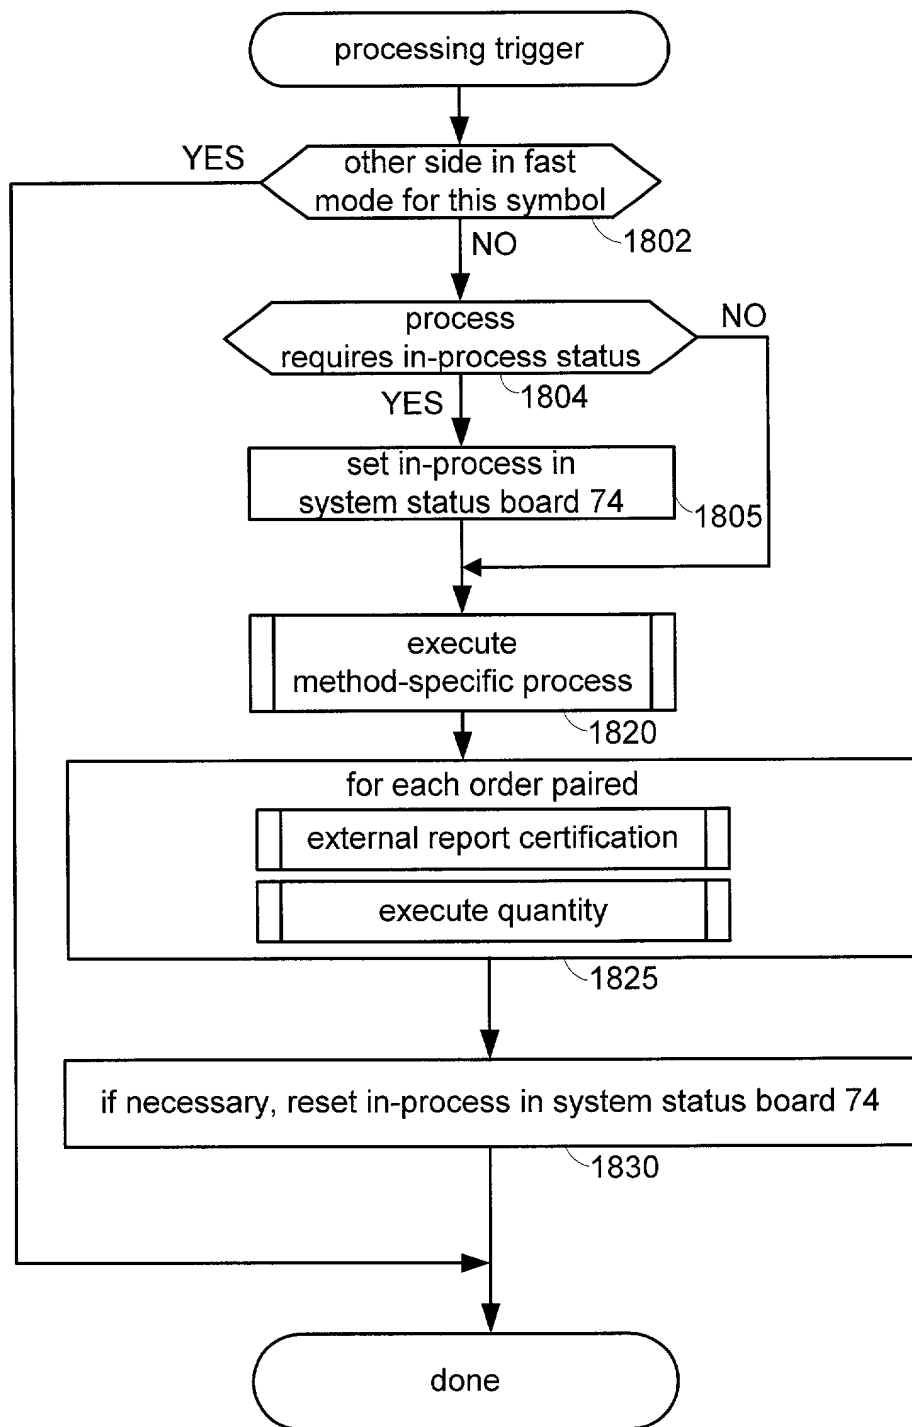 processing trigger
YES
other side in fast
mode for this symbol
1802
NO
process
requires in-process status
NO
1804
YES
set in-process in
system status board 74
1805
execute
method-specific process
1820
for each order paired
external report certification
execute quantity
1825
if necessary, reset in-process in system status board 74
1830
done